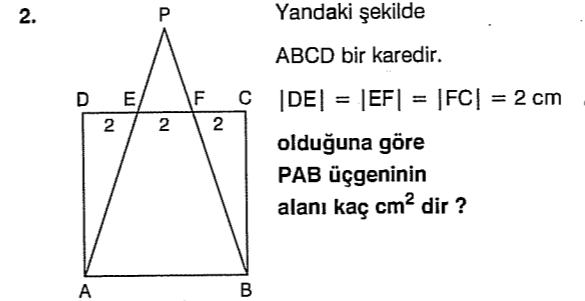 2.
P
Yandaki şekilde
ABCD bir karedir.
D E F C
|DE| = |EF| = |FC| = 2 cm
2 2 2
olduğuna göre
PAB üçgeninin
alanı kaç cm² dir ?
A B